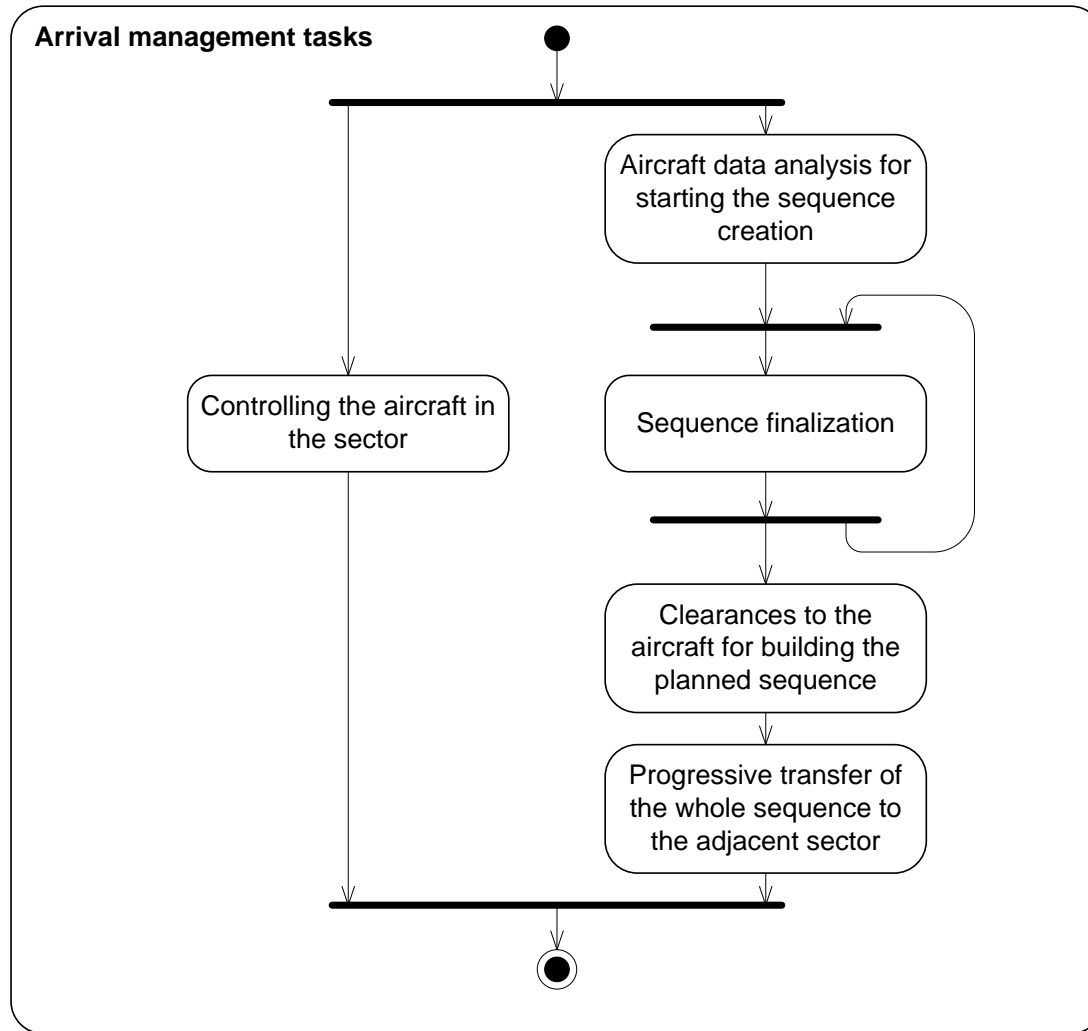 Arrival management tasks
Aircraft data analysis for
starting the sequence
creation
Controlling the aircraft in
the sector
Sequence finalization
Clearances to the
aircraft for building the
planned sequence
Progressive transfer of
the whole sequence to
the adjacent sector